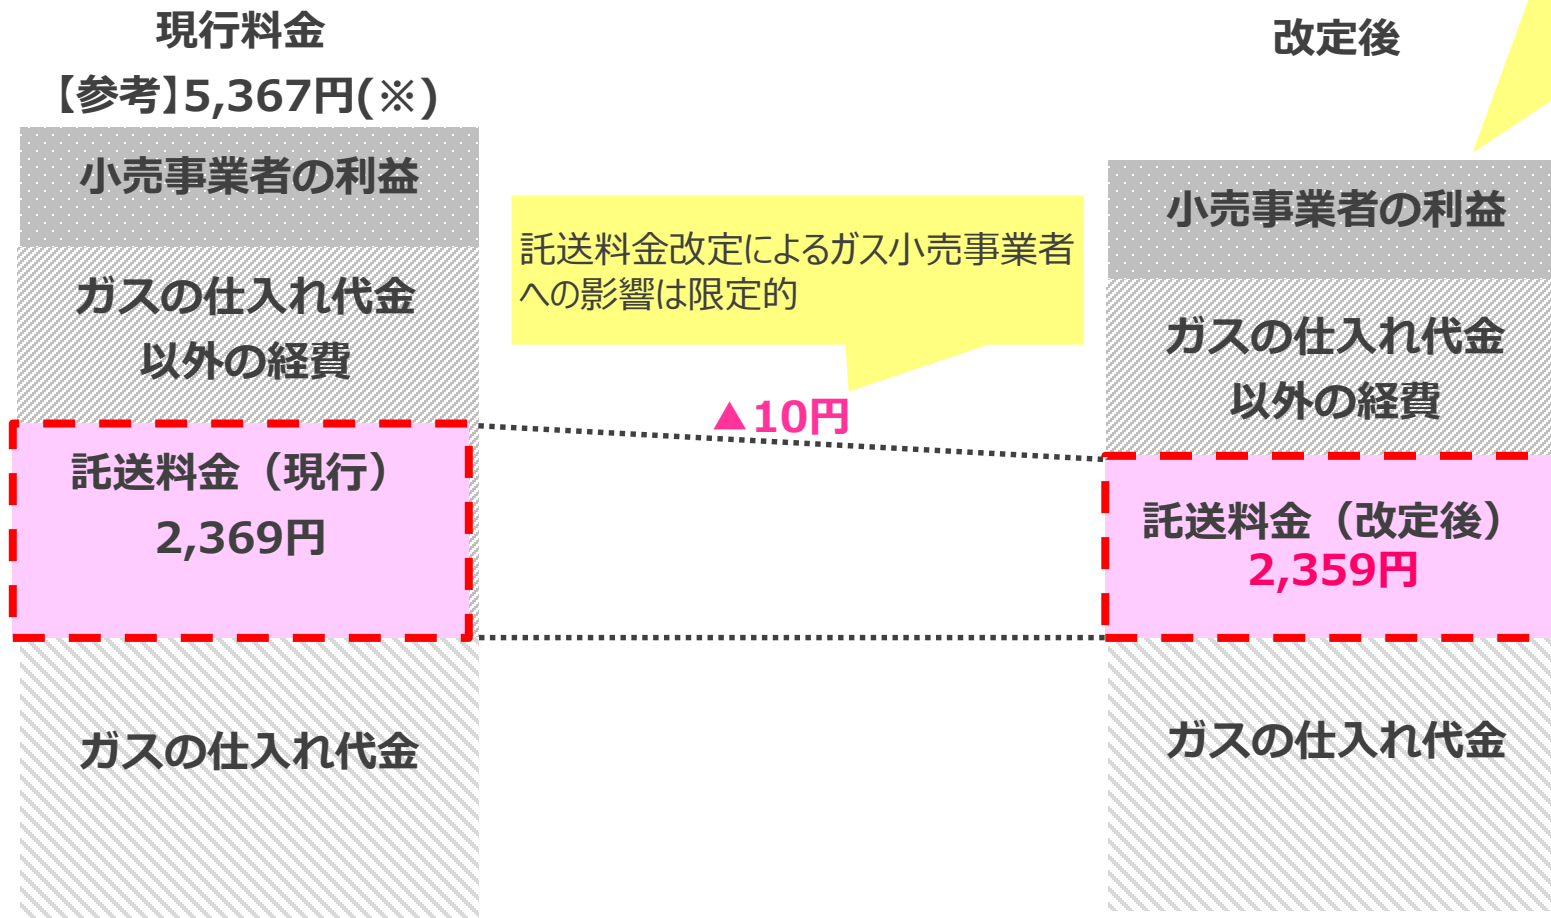 現行料金
【参考】5,367円(※)
小売事業者の利益
ガスの仕入れ代金
以外の経費
託送料金（現行）
2,369円
ガスの仕入れ代金
託送料金改定によるガス小売事業者
への影響は限定的
▲10円
改定後
小売事業者の利益
ガスの仕入れ代金
以外の経費
託送料金（改定後）
2,359円
ガスの仕入れ代金